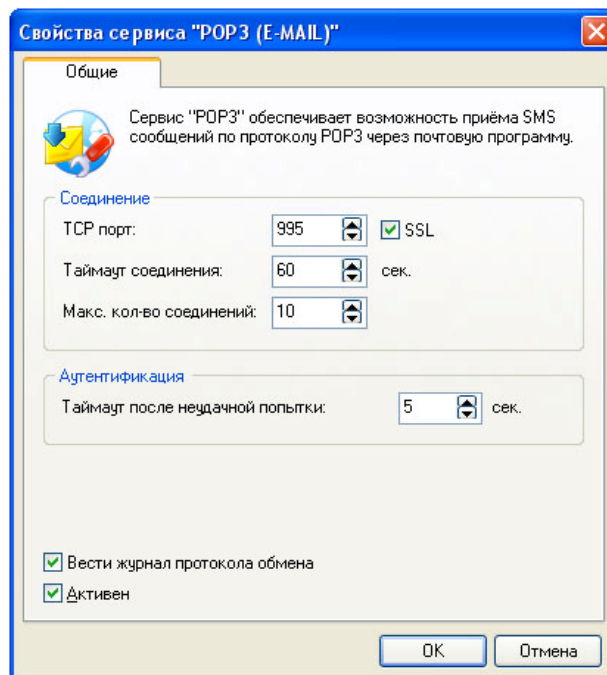 Свойства сервиса "POP3 (E-MAIL)"
Общие
Сервис "POP3" обеспечивает возможность приёма SMS
сообщений по протоколу POP3 через почтовую программу.
Соединение
TCP порт: 995 SSL
Таймаут соединения: 60 сек.
Макс. кол-во соединений: 10
Аутентификация
Таймаут после неудачной попытки: 5 сек.
Вести журнал протокола обмена
Активен
OK Отмена